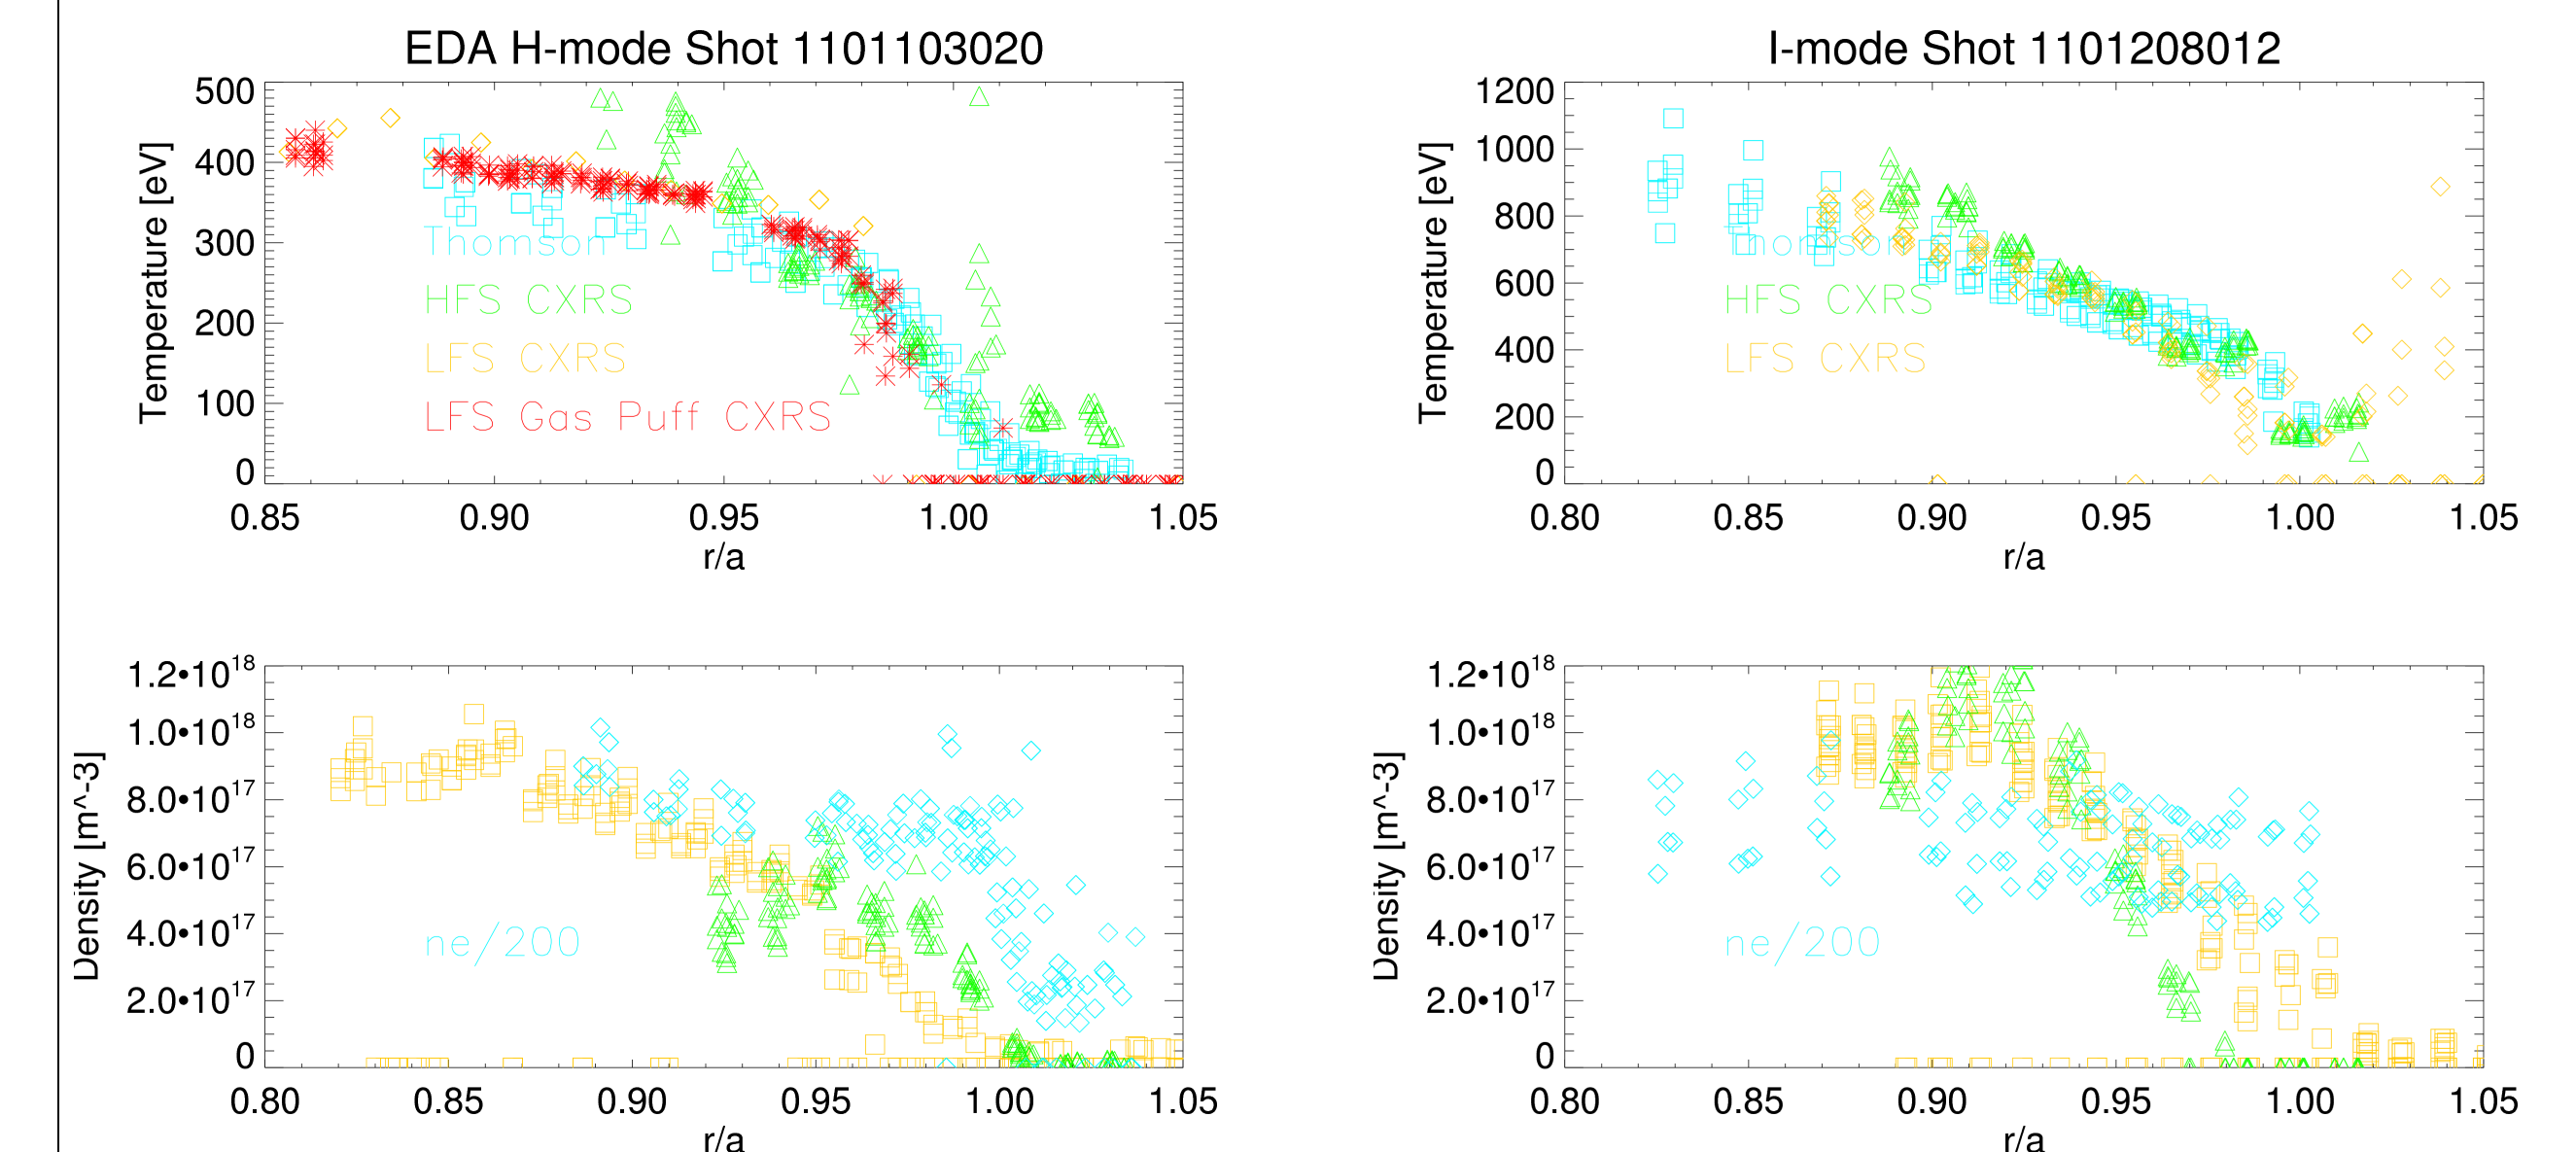 EDA H-mode Shot 1101103020
500
400
300
200
100
0
Temperature [eV]
Thomson
HFS CXRS
LFS CXRS
LFS Gas Puff CXRS
0.85 0.90 0.95 1.00 1.05
r/a
I-mode Shot 1101208012
1200
1000
800
600
400
200
0
Temperature [eV]
Thomson
HFS CXRS
LFS CXRS
0.80 0.85 0.90 0.95 1.00 1.05
r/a
1.2•10^18
1.0•10^18
8.0•10^17
6.0•10^17
4.0•10^17
2.0•10^17
0
Density [m^-3]
ne/200
0.80 0.85 0.90 0.95 1.00 1.05
r/a
1.2•10^18
1.0•10^18
8.0•10^17
6.0•10^17
4.0•10^17
2.0•10^17
0
Density [m^-3]
ne/200
0.80 0.85 0.90 0.95 1.00 1.05
r/a